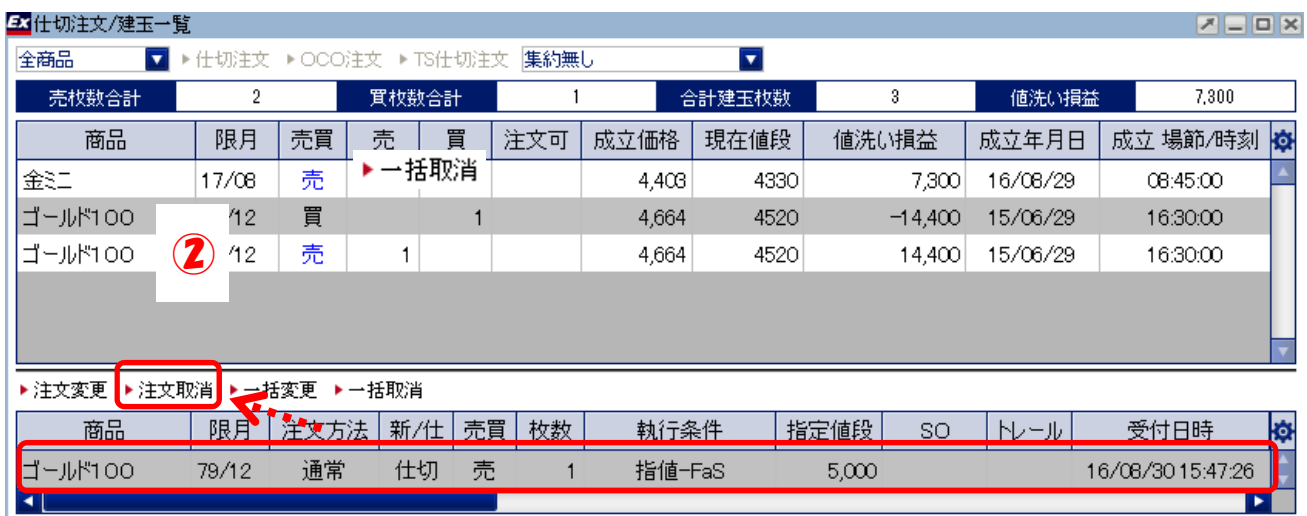 Ex 仕切注文/建玉一覧
全商品 仕切注文 OCO注文 TS仕切注文 集約無し
売枚数合計 2 買枚数合計 1 合計建玉枚数 3 値洗い損益 7,300
商品 限月 売買 売 買 注文可 成立価格 現在値段 値洗い損益 成立年月日 成立 場節/時刻
一括取消
金ミニ 17/08 売 4,403 4330 7,300 16/08/29 08:45:00
ゴールド100 /12 買 1 4,664 4520 -14,400 15/06/29 16:30:00
ゴールド100 ② /12 売 1 4,664 4520 14,400 15/06/29 16:30:00
注文変更 注文取消 一括変更 一括取消
商品 限月 注文方法 新/仕 売買 枚数 執行条件 指定値段 SO トレール 受付日時
ゴールド100 79/12 通常 仕切 売 1 指値-FaS 5,000 16/08/30 15:47:26